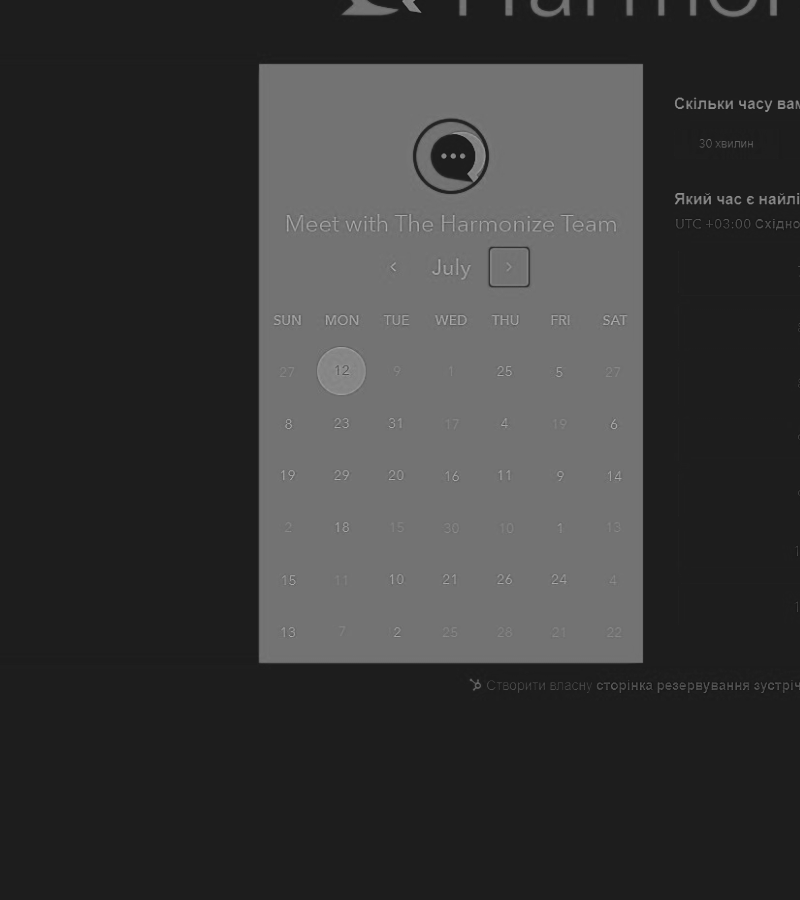 Harmon
Meet with The Harmonize Team
July
SUN MON TUE WED THU FRI SAT
27 12 9 1 25 5 27
8 23 31 17 4 19 6
19 29 20 16 11 9 14
2 18 15 30 10 1 13
15 11 10 21 26 24 4
13 7 2 25 28 21 22
Скільки часу вам
30 хвилин
Який час є найлі
UTC +03:00 Східно
Створити власну сторінка резервування зустріч